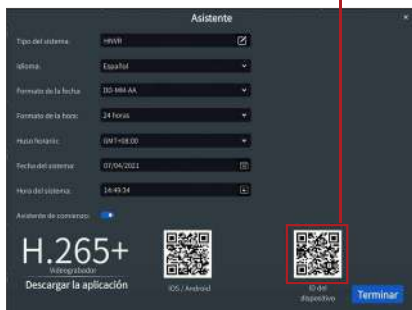 Asistente
Tipo del sistema: HNVR
Idioma: Español
Formato de la fecha: DD-MM-AA
Formato de la hora: 24 horas
Huso horario: GMT+08:00
Fecha del sistema: 07/04/2021
Hora del sistema: 14:49:34
Asistente de comienzo:
H.265+
Videograbador
Descargar la aplicación
IOS / Android
ID del
dispositivo
Terminar